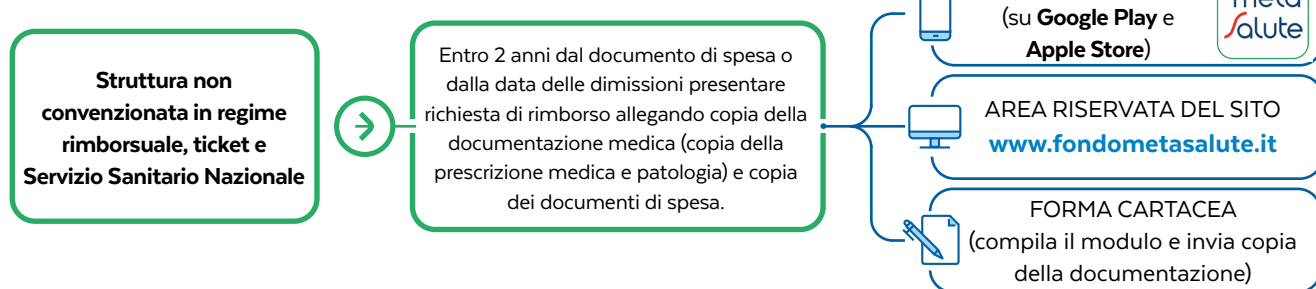 Struttura non
convenzionata in regime
rimborsuale, ticket e
Servizio Sanitario Nazionale
Entro 2 anni dal documento di spesa o
dalla data delle dimissioni presentare
richiesta di rimborso allegando copia della
documentazione medica (copia della
prescrizione medica e patologia) e copia
dei documenti di spesa.
(su Google Play e
Apple Store)
meta
Salute
AREA RISERVATA DEL SITO
www.fondometasalute.it
FORMA CARTACEA
(compila il modulo e invia copia
della documentazione)